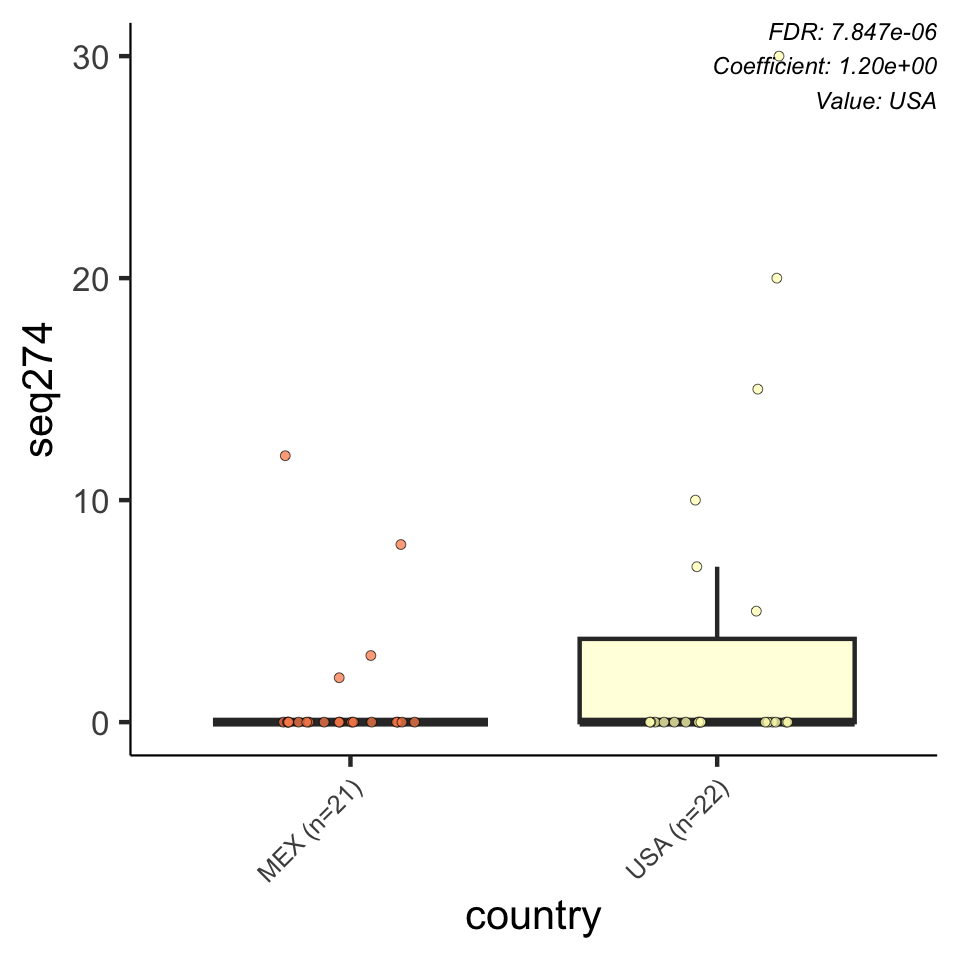 FDR: 7.847e-06
Coefficient: 1.20e+00
Value: USA
30
20
10
0
seq274
MEX (n=21)
USA (n=22)
country